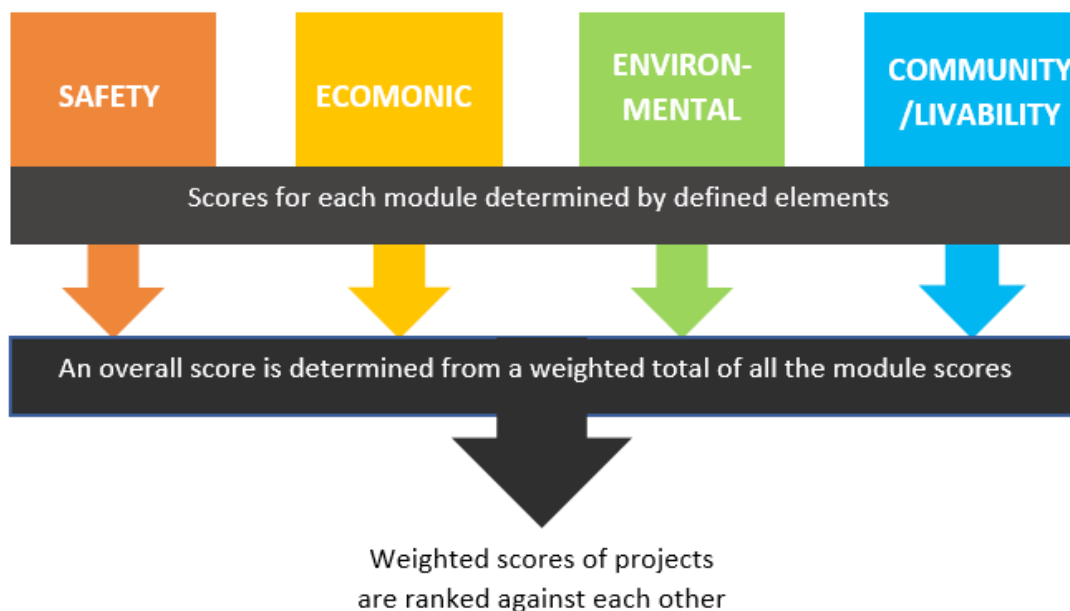 SAFETY
ECOMONIC
ENVIRON-
MENTAL
COMMUNITY
/LIVABILITY
Scores for each module determined by defined elements
An overall score is determined from a weighted total of all the module scores
Weighted scores of projects
are ranked against each other